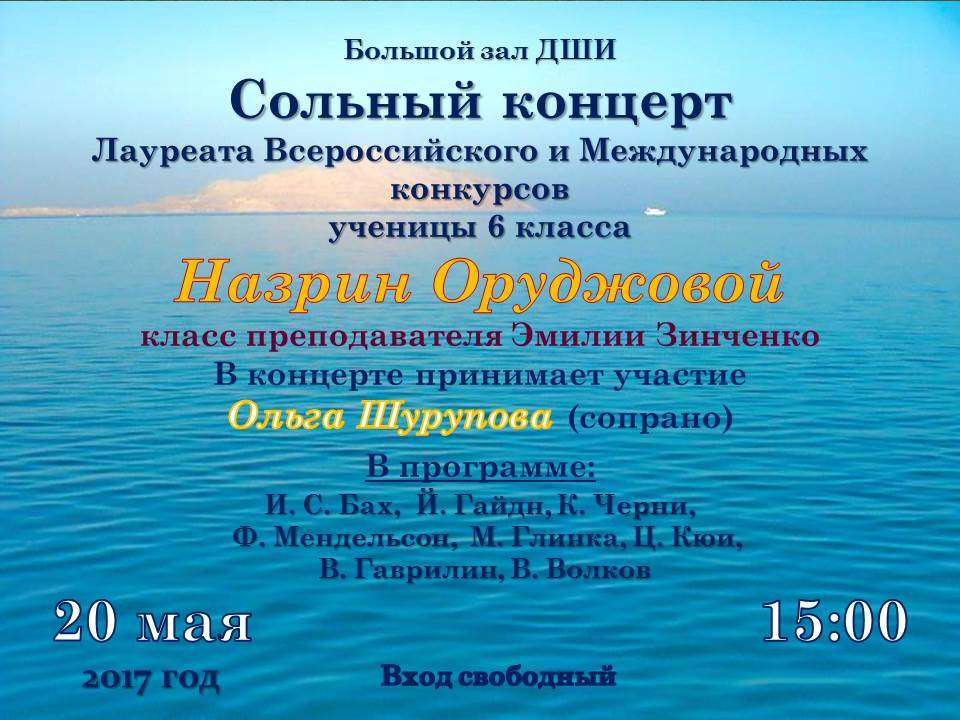 Большой зал ДШИ
Сольный концерт
Лауреата Всероссийского и Международных
конкурсов
ученицы 6 класса
Назрин Оруджовой
класс преподавателя Эмилии Зинченко
В концерте принимает участие
Ольга Шурупова (сопрано)
В программе:
И. С. Бах, Й. Гайдн, К. Черни,
Ф. Мендельсон, М. Глинка, Ц. Кюи,
В. Гаврилин, В. Волков
20 мая 15:00
2017 год Вход свободный